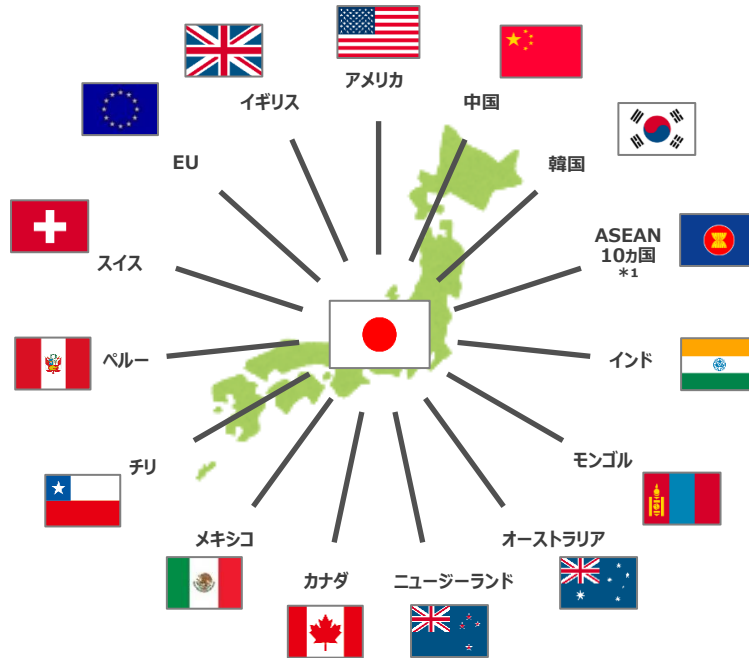 アメリカ
イギリス
中国
EU
韓国
スイス
ASEAN
10ヵ国
*1
ペルー
インド
チリ
モンゴル
メキシコ
オーストラリア
カナダ
ニュージーランド